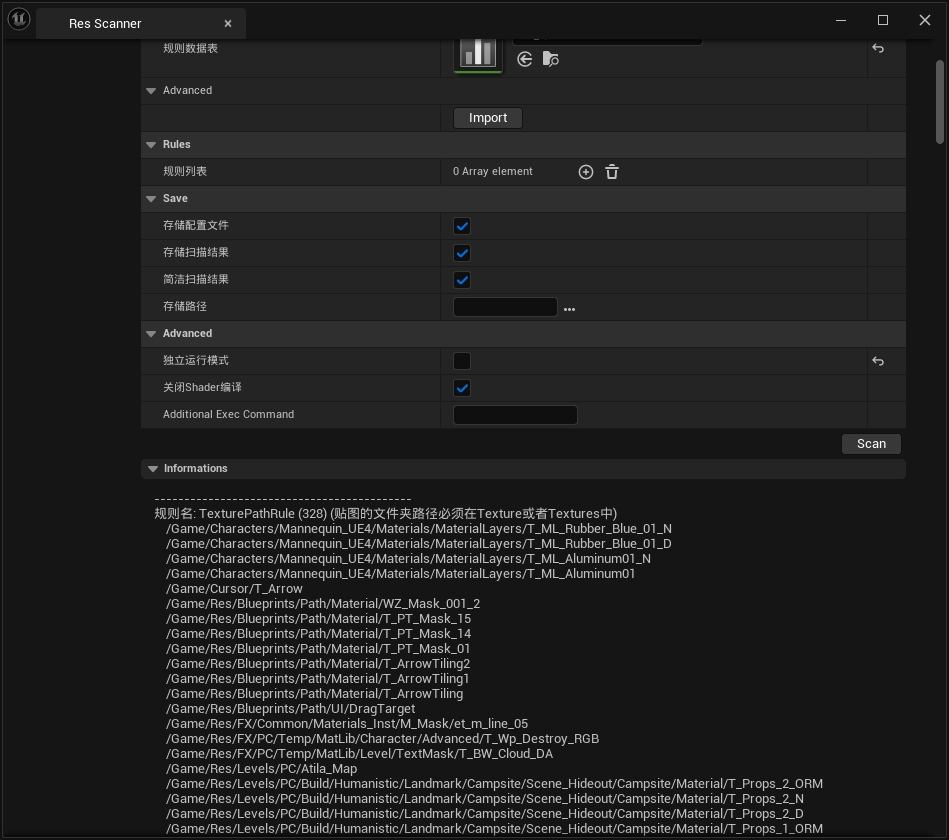 Res Scanner
规则数据表
Advanced
Import
Rules
规则列表
0 Array element
Save
存储配置文件
存储扫描结果
简洁扫描结果
存储路径
...
Advanced
独立运行模式
关闭Shader编译
Additional Exec Command
Scan
Informations
-------------------------------------------
规则名: TexturePathRule (328) (贴图的文件夹路径必须在Texture或者Textures中)
/Game/Characters/Mannequin_UE4/Materials/MaterialLayers/T_ML_Rubber_Blue_01_N
/Game/Characters/Mannequin_UE4/Materials/MaterialLayers/T_ML_Rubber_Blue_01_D
/Game/Characters/Mannequin_UE4/Materials/MaterialLayers/T_ML_Aluminum01_N
/Game/Characters/Mannequin_UE4/Materials/MaterialLayers/T_ML_Aluminum01
/Game/Cursor/T_Arrow
/Game/Res/Blueprints/Path/Material/WZ_Mask_001_2
/Game/Res/Blueprints/Path/Material/T_PT_Mask_15
/Game/Res/Blueprints/Path/Material/T_PT_Mask_14
/Game/Res/Blueprints/Path/Material/T_PT_Mask_01
/Game/Res/Blueprints/Path/Material/T_ArrowTiling2
/Game/Res/Blueprints/Path/Material/T_ArrowTiling1
/Game/Res/Blueprints/Path/Material/T_ArrowTiling
/Game/Res/Blueprints/Path/UI/DragTarget
/Game/Res/FX/Common/Materials_Inst/M_Mask/et_m_line_05
/Game/Res/FX/PC/Temp/MatLib/Character/Advanced/T_Wp_Destroy_RGB
/Game/Res/FX/PC/Temp/MatLib/Level/TextMask/T_BW_Cloud_DA
/Game/Res/Levels/PC/Atila_Map
/Game/Res/Levels/PC/Build/Humanistic/Landmark/Campsite/Scene_Hideout/Campsite/Material/T_Props_2_ORM
/Game/Res/Levels/PC/Build/Humanistic/Landmark/Campsite/Scene_Hideout/Campsite/Material/T_Props_2_N
/Game/Res/Levels/PC/Build/Humanistic/Landmark/Campsite/Scene_Hideout/Campsite/Material/T_Props_2_D
/Game/Res/Levels/PC/Build/Humanistic/Landmark/Campsite/Scene_Hideout/Campsite/Material/T_Props_1_ORM